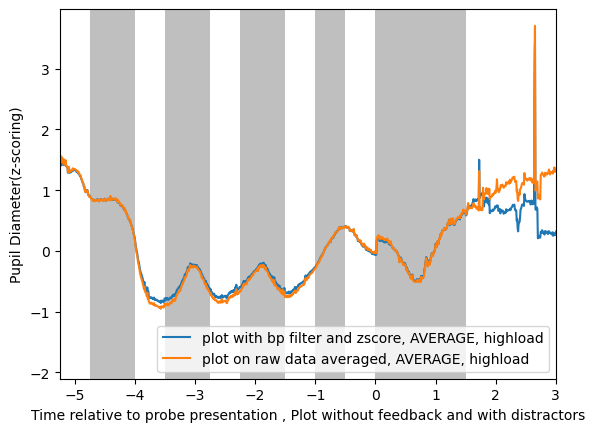 3
2
1
0
−1
−2
Pupil Diameter(z-scoring)
plot with bp filter and zscore, AVERAGE, highload
plot on raw data averaged, AVERAGE, highload
−5 −4 −3 −2 −1 0 1 2 3
Time relative to probe presentation , Plot without feedback and with distractors